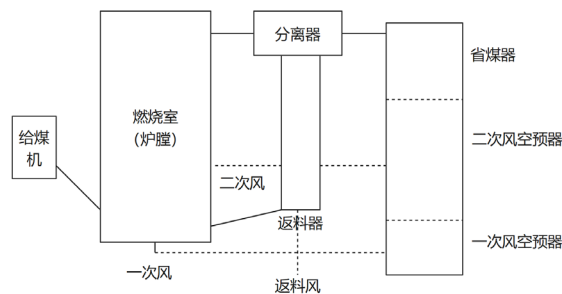 分离器
省煤器
燃烧室
（炉膛）
给煤
机
二次风空预器
二次风
返料器
一次风空预器
一次风
返料风